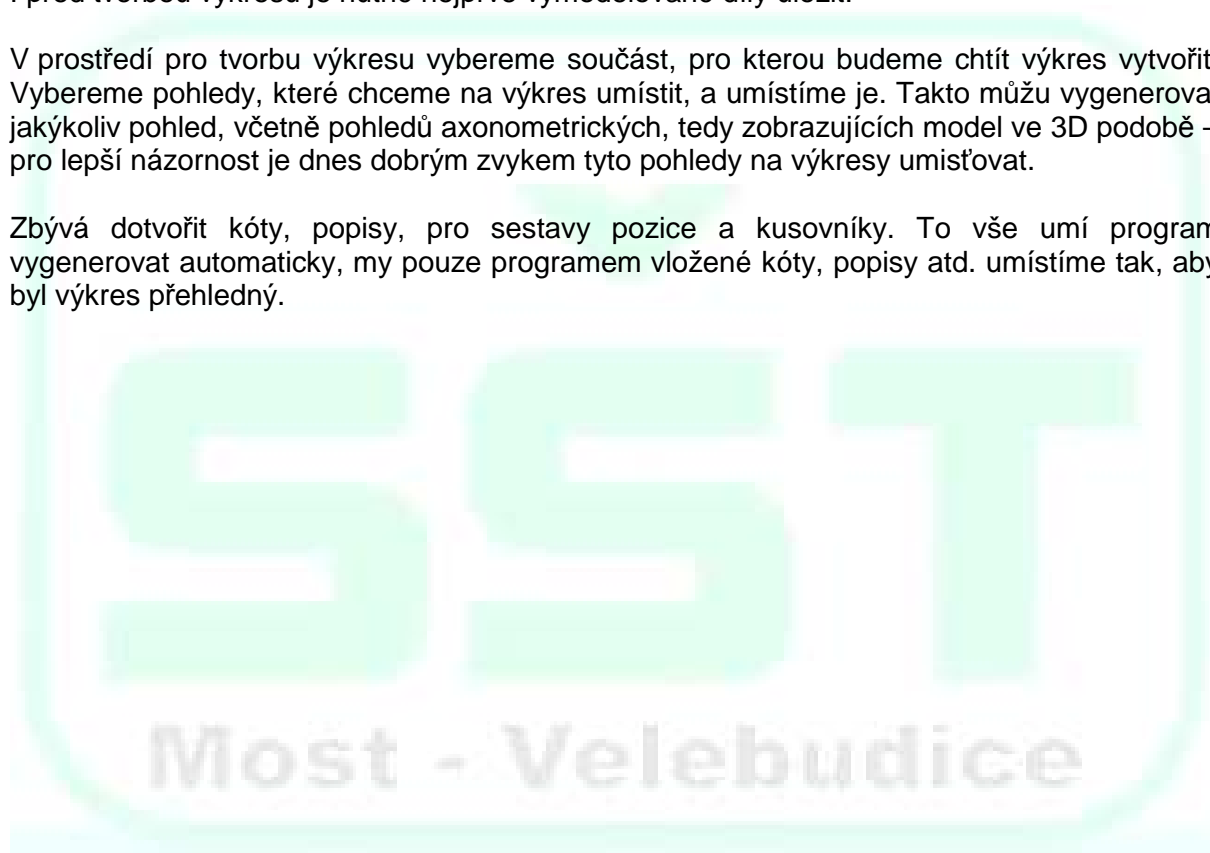 V prostředí pro tvorbu výkresu vybereme součást, pro kterou budeme chtít výkres vytvořit
Vybereme pohledy, které chceme na výkres umístit, a umístíme je. Takto můžu vygenerova
jakýkoliv pohled, včetně pohledů axonometrických, tedy zobrazujících model ve 3D podobě -
pro lepší názornost je dnes dobrým zvykem tyto pohledy na výkresy umisťovat.
Zbývá dotvořit kóty, popisy, pro sestavy pozice a kusovníky. To vše umí program
vygenerovat automaticky, my pouze programem vložené kóty, popisy atd. umístíme tak, aby
byl výkres přehledný.
SST
Most - Velebudice